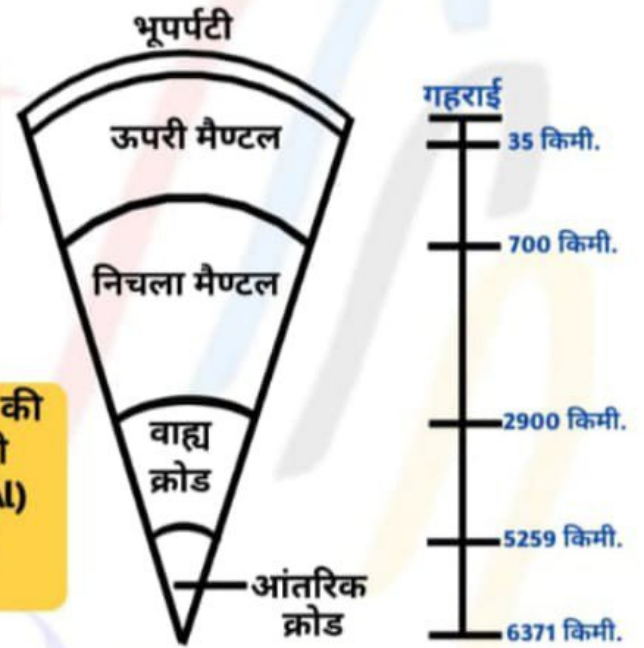 भूपर्पटी
ऊपरी मैण्टल
निचला मैण्टल
वाह्य
क्रोड
आंतरिक
क्रोड
गहराई
35 किमी.
700 किमी.
2900 किमी.
5259 किमी.
6371 किमी.
की